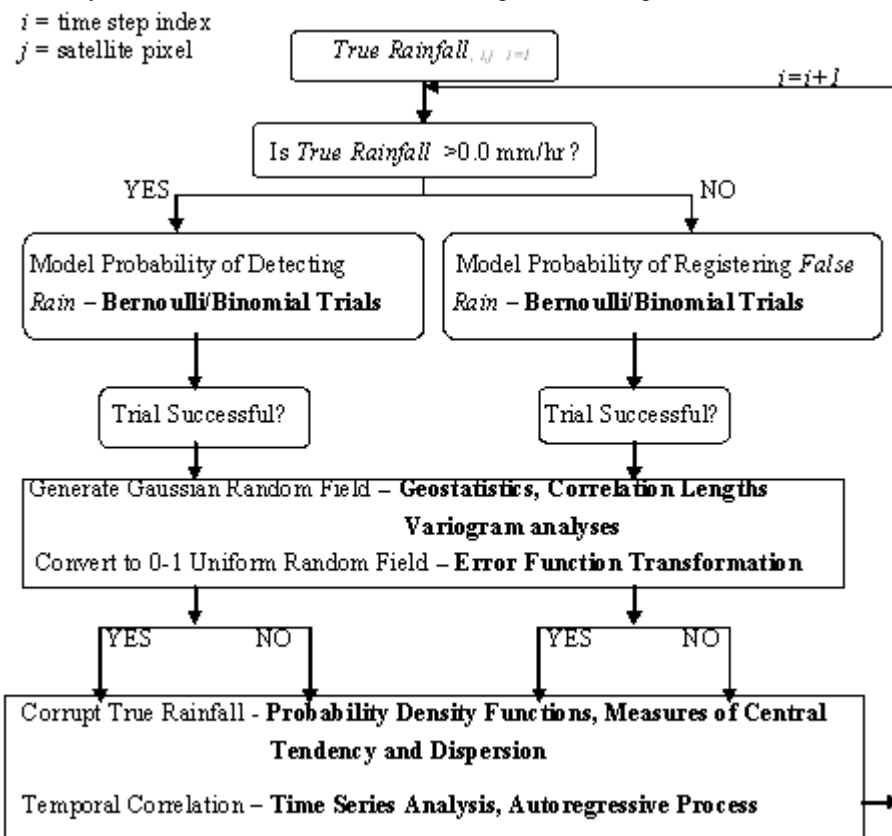 i = time step index
j = satellite pixel
True Rainfall, i,j i=1
i=i+1
Is True Rainfall >0.0 mm/hr?
YES
NO
Model Probability of Detecting
Rain – Bernoulli/Binomial Trials
Model Probability of Registering False
Rain – Bernoulli/Binomial Trials
Trial Successful?
Trial Successful?
Generate Gaussian Random Field – Geostatistics, Correlation Lengths
Variogram analyses
Convert to 0-1 Uniform Random Field – Error Function Transformation
YES NO YES NO
Corrupt True Rainfall - Probability Density Functions, Measures of Central
Tendency and Dispersion
Temporal Correlation – Time Series Analysis, Autoregressive Process